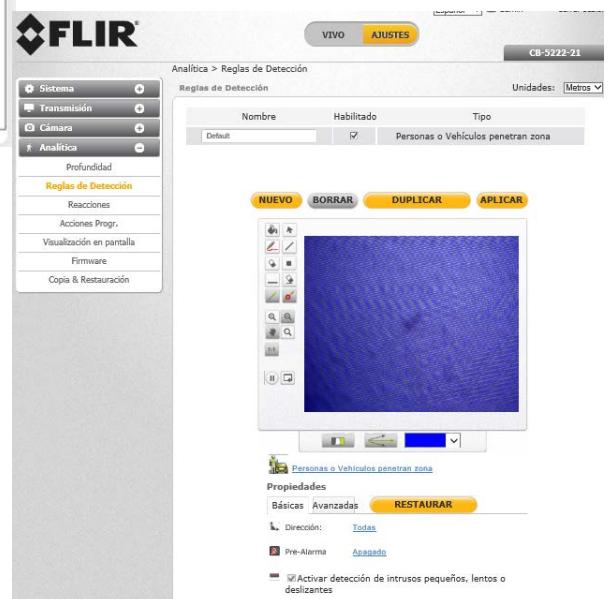 FLIR
VIVO AJUSTES
CB-5222-21
Analítica > Reglas de Detección
Sistema
Transmisión
Cámara
Analítica
Profundidad
Reglas de Detección
Reacciones
Acciones Progr.
Visualización en pantalla
Firmware
Copia & Restauración
Reglas de Detección Unidades: Metros
Nombre Habilitado Tipo
Default Personas o Vehículos penetran zona
NUEVO BORRAR DUPLICAR APLICAR
Personas o Vehículos penetran zona
Propiedades
Básicas Avanzadas RESTAURAR
Dirección: Todas
Pre-Alarma Apagado
Activar detección de intrusos pequeños, lentos o
deslizantes